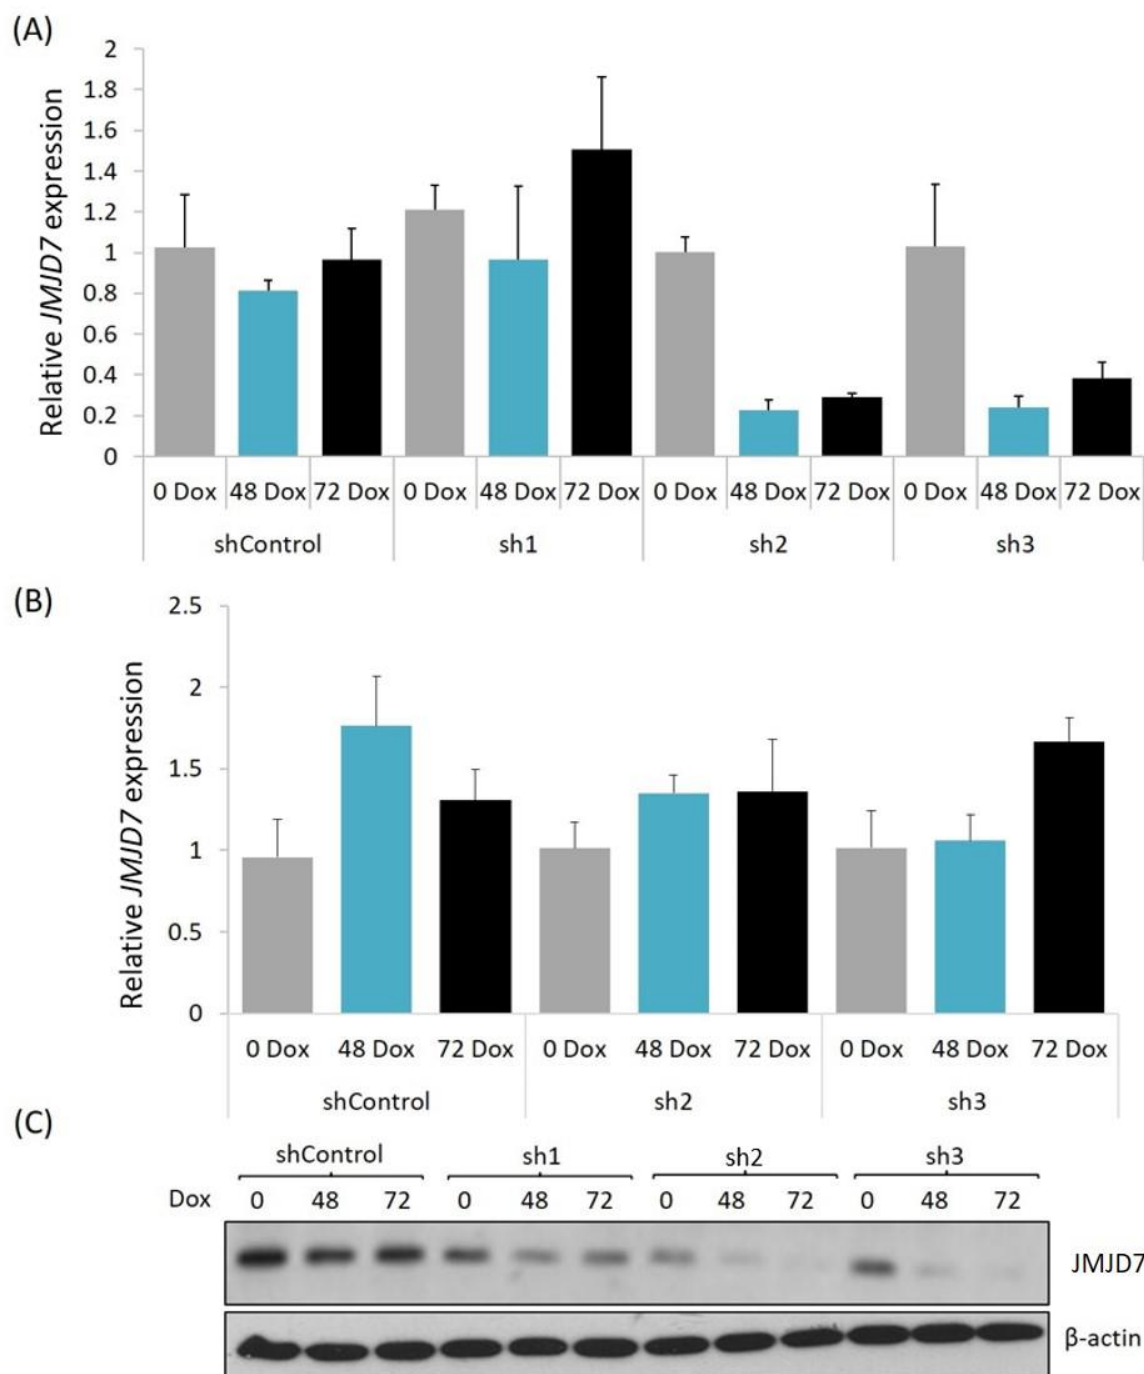 (A)
Relative JMJD7 expression
2
1.8
1.6
1.4
1.2
1
0.8
0.6
0.4
0.2
0
0 Dox 48 Dox 72 Dox 0 Dox 48 Dox 72 Dox 0 Dox 48 Dox 72 Dox 0 Dox 48 Dox 72 Dox
shControl sh1 sh2 sh3
(B)
Relative JMJD7 expression
2.5
2
1.5
1
0.5
0
0 Dox 48 Dox 72 Dox 0 Dox 48 Dox 72 Dox 0 Dox 48 Dox 72 Dox
shControl sh2 sh3
(C)
shControl sh1 sh2 sh3
Dox 0 48 72 0 48 72 0 48 72 0 48 72
JMJD7
β-actin